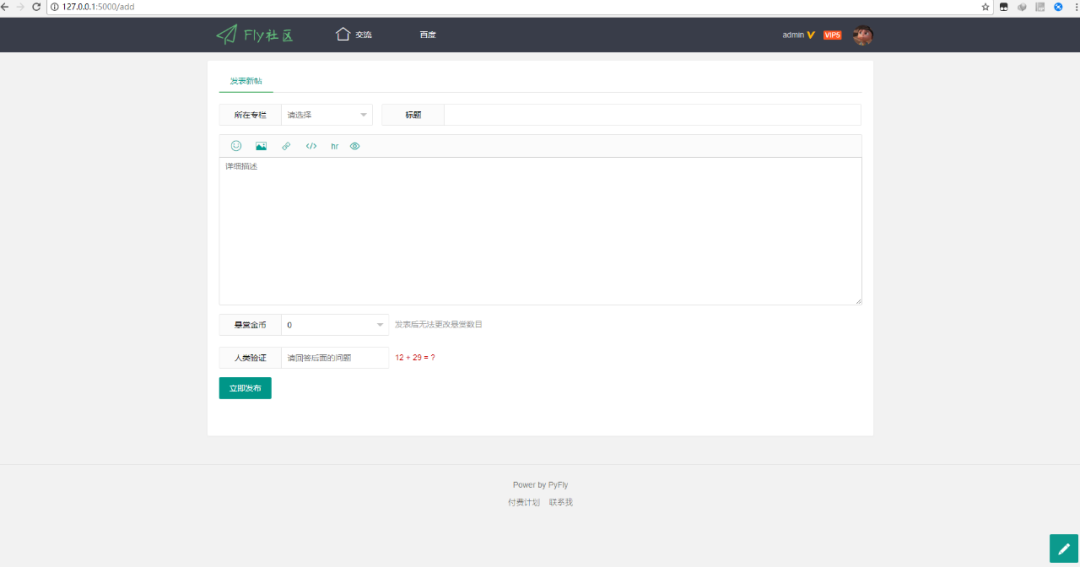 127.0.0.1:5000/add
Fly社区 交流 百度 admin VIP5
发表新帖
所在专栏 请选择 标题
</> hr
详细描述
悬赏金币 0 发表后无法更改悬赏数目
人类验证 请回答后面的问题 12 + 29 = ?
立即发布
Power by PyFly
付费计划 联系我